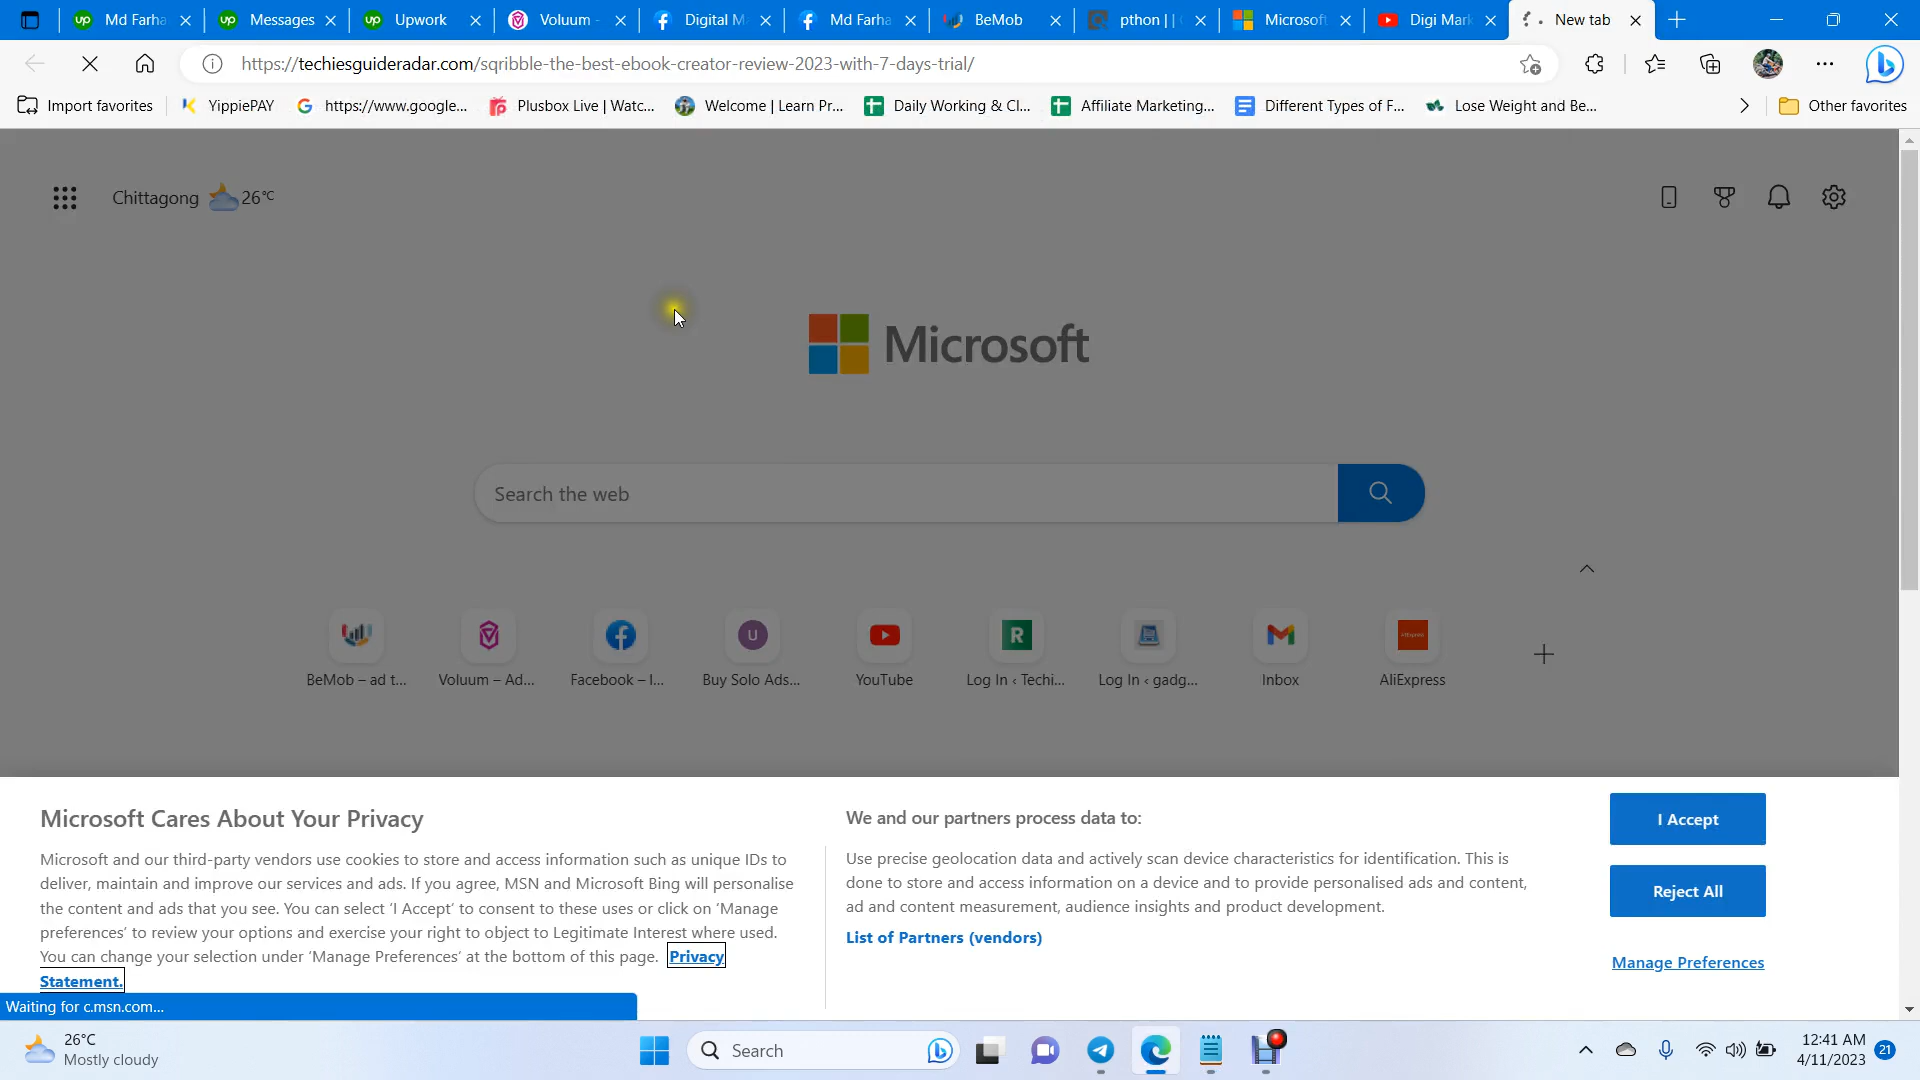 Md Farha
Messages
Upwork
Voluum -
Digital M
Md Farha
BeMob
pthon | |
Microsoft
Digi Mark
New tab
https://techiesguideradar.com/sqribble-the-best-ebook-creator-review-2023-with-7-days-trial/
Import favorites
YippiePAY
https://www.google...
Plusbox Live | Watc...
Welcome | Learn Pr...
Daily Working & Cl...
Affiliate Marketing...
Different Types of F...
Lose Weight and Be...
Other favorites
Chittagong 26°C
Microsoft
Search the web
BeMob – ad t...
Voluum – Ad...
Facebook – l...
Buy Solo Ads...
YouTube
Log In ‹ Techi...
Log In ‹ gadg...
Inbox
AliExpress
Microsoft Cares About Your Privacy
Microsoft and our third-party vendors use cookies to store and access information such as unique IDs to
deliver, maintain and improve our services and ads. If you agree, MSN and Microsoft Bing will personalise
the content and ads that you see. You can select 'I Accept' to consent to these uses or click on 'Manage
preferences' to review your options and exercise your right to object to Legitimate Interest where used.
You can change your selection under 'Manage Preferences' at the bottom of this page. Privacy
Statement.
We and our partners process data to:
Use precise geolocation data and actively scan device characteristics for identification. This is
done to store and access information on a device and to provide personalised ads and content,
ad and content measurement, audience insights and product development.
List of Partners (vendors)
I Accept
Reject All
Manage Preferences
Waiting for c.msn.com...
26°C
Mostly cloudy
Search
12:41 AM
4/11/2023
21